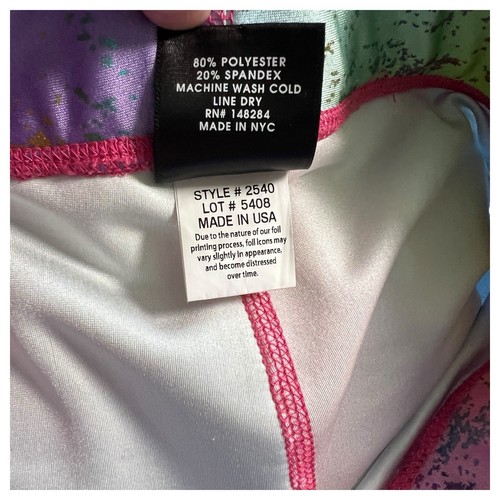 80% POLYESTER
20% SPANDEX
MACHINE WASH COLD
LINE DRY
RN# 148284
MADE IN NYC
STYLE # 2540
LOT # 5408
MADE IN USA
Due to the nature of our foil
printing process, foil icons may
vary slightly in appearance,
and become distressed
over time.